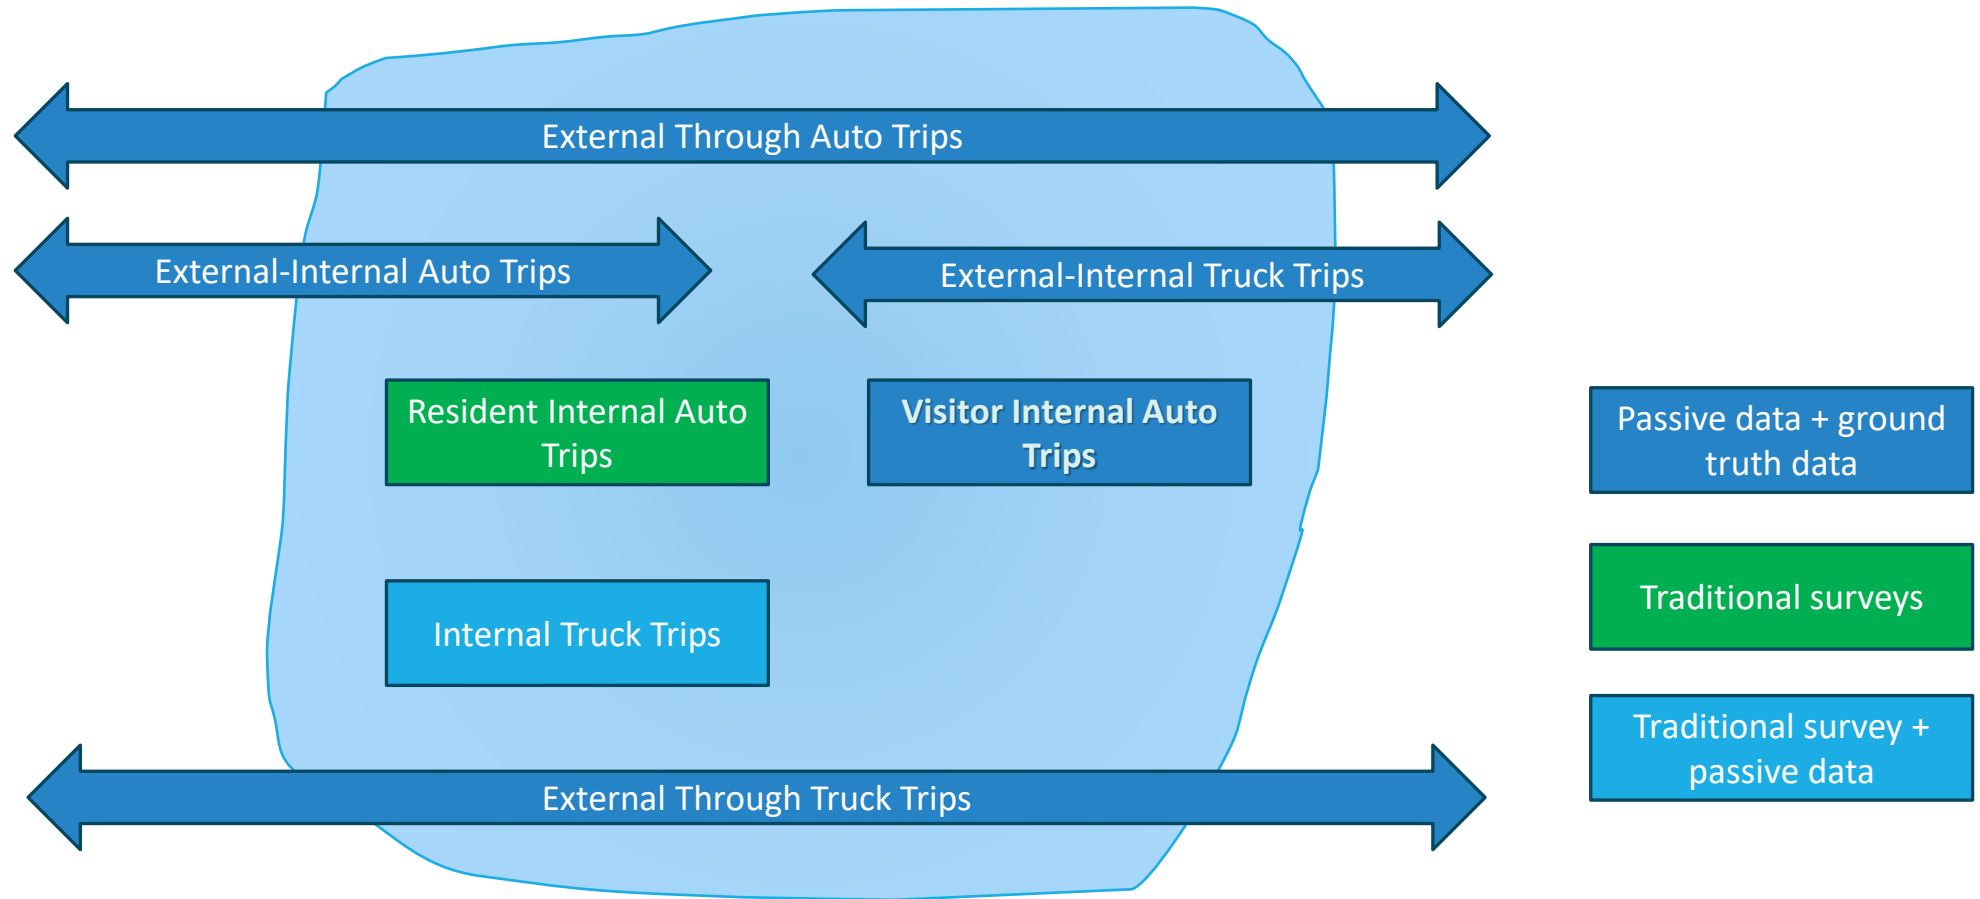 External Through Auto Trips
External-Internal Auto Trips
External-Internal Truck Trips
Resident Internal Auto
Trips
Visitor Internal Auto
Trips
Passive data + ground
truth data
Traditional surveys
Internal Truck Trips
Traditional survey +
passive data
External Through Truck Trips